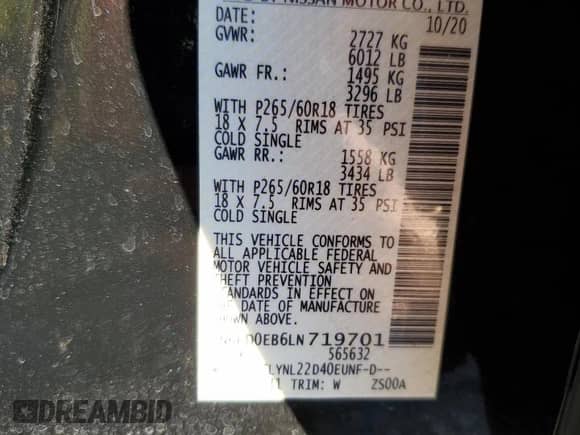 NISSAN MOTOR CO., LTD.
DATE: 10/20
GVWR: 2727 KG
6012 LB
GAWR FR.: 1495 KG
3296 LB
WITH P265/60R18 TIRES
18 X 7.5 RIMS AT 35 PSI
COLD SINGLE
GAWR RR.: 1558 KG
3434 LB
WITH P265/60R18 TIRES
18 X 7.5 RIMS AT 35 PSI
COLD SINGLE
THIS VEHICLE CONFORMS TO
ALL APPLICABLE FEDERAL
MOTOR VEHICLE SAFETY AND
THEFT PREVENTION
STANDARDS IN EFFECT ON
THE DATE OF MANUFACTURE
SHOWN ABOVE.
D0EB6LN719701
565632
LYNL22D40EUNF-D--
TRIM: W ZS00A
DREAMBID